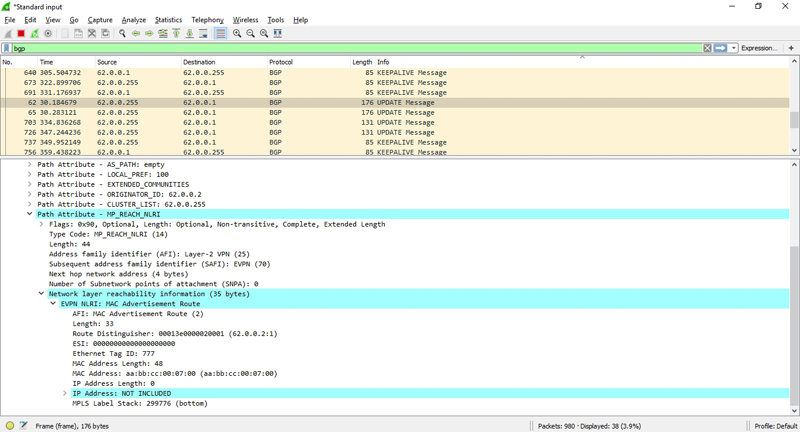 *Standard input
File Edit View Go Capture Analyze Statistics Telephony Wireless Tools Help
bgp Expression... +
No. Time Source Destination Protocol Length Info
640 305.504732 62.0.0.1 62.0.0.255 BGP 85 KEEPALIVE Message
673 322.899706 62.0.0.255 62.0.0.1 BGP 85 KEEPALIVE Message
691 331.176937 62.0.0.1 62.0.0.255 BGP 85 KEEPALIVE Message
62 30.184679 62.0.0.255 62.0.0.1 BGP 176 UPDATE Message
65 30.283121 62.0.0.1 62.0.0.255 BGP 176 UPDATE Message
703 334.836268 62.0.0.255 62.0.0.1 BGP 131 UPDATE Message
726 347.244236 62.0.0.255 62.0.0.1 BGP 131 UPDATE Message
737 349.952149 62.0.0.255 62.0.0.1 BGP 85 KEEPALIVE Message
756 359.438223 62.0.0.1 62.0.0.255 BGP 85 KEEPALIVE Message
Path Attribute - AS_PATH: empty
Path Attribute - LOCAL_PREF: 100
Path Attribute - EXTENDED_COMMUNITIES
Path Attribute - ORIGINATOR_ID: 62.0.0.2
Path Attribute - CLUSTER_LIST: 62.0.0.255
Path Attribute - MP_REACH_NLRI
Flags: 0x90, Optional, Length: Optional, Non-transitive, Complete, Extended Length
Type Code: MP_REACH_NLRI (14)
Length: 44
Address family identifier (AFI): Layer-2 VPN (25)
Subsequent address family identifier (SAFI): EVPN (70)
Next hop network address (4 bytes)
Number of Subnetwork points of attachment (SNPA): 0
Network layer reachability information (35 bytes)
EVPN NLRI: MAC Advertisement Route
AFI: MAC Advertisement Route (2)
Length: 33
Route Distinguisher: 00013e0000020001 (62.0.0.2:1)
ESI: 00000000000000000000
Ethernet Tag ID: 777
MAC Address Length: 48
MAC Address: aa:bb:cc:00:07:00 (aa:bb:cc:00:07:00)
IP Address Length: 0
IP Address: NOT INCLUDED
MPLS Label Stack: 299776 (bottom)
Frame (frame), 176 bytes Packets: 980 · Displayed: 38 (3.9%) Profile: Default